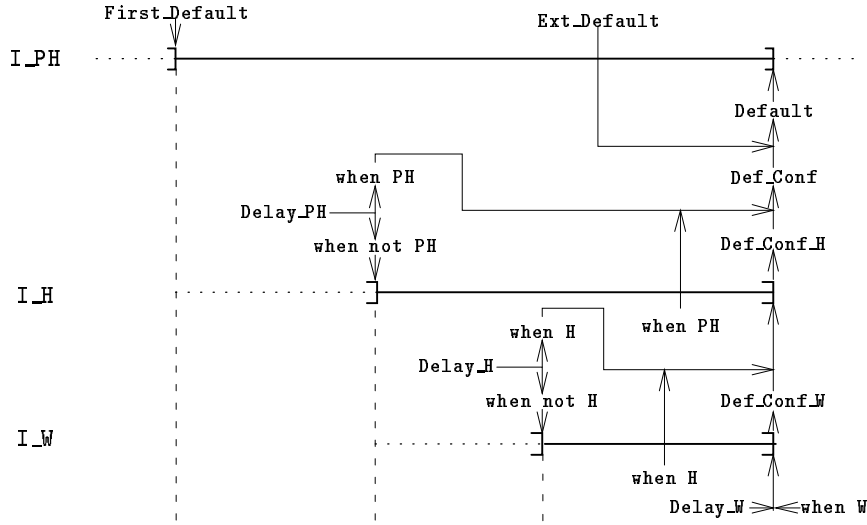 First_Default
Ext_Default
I_PH
Default
when PH
Def_Conf
Delay_PH
when not PH
Def_Conf_H
I_H
when H
when PH
Delay_H
when not H
Def_Conf_W
I_W
when H
Delay_W
when W